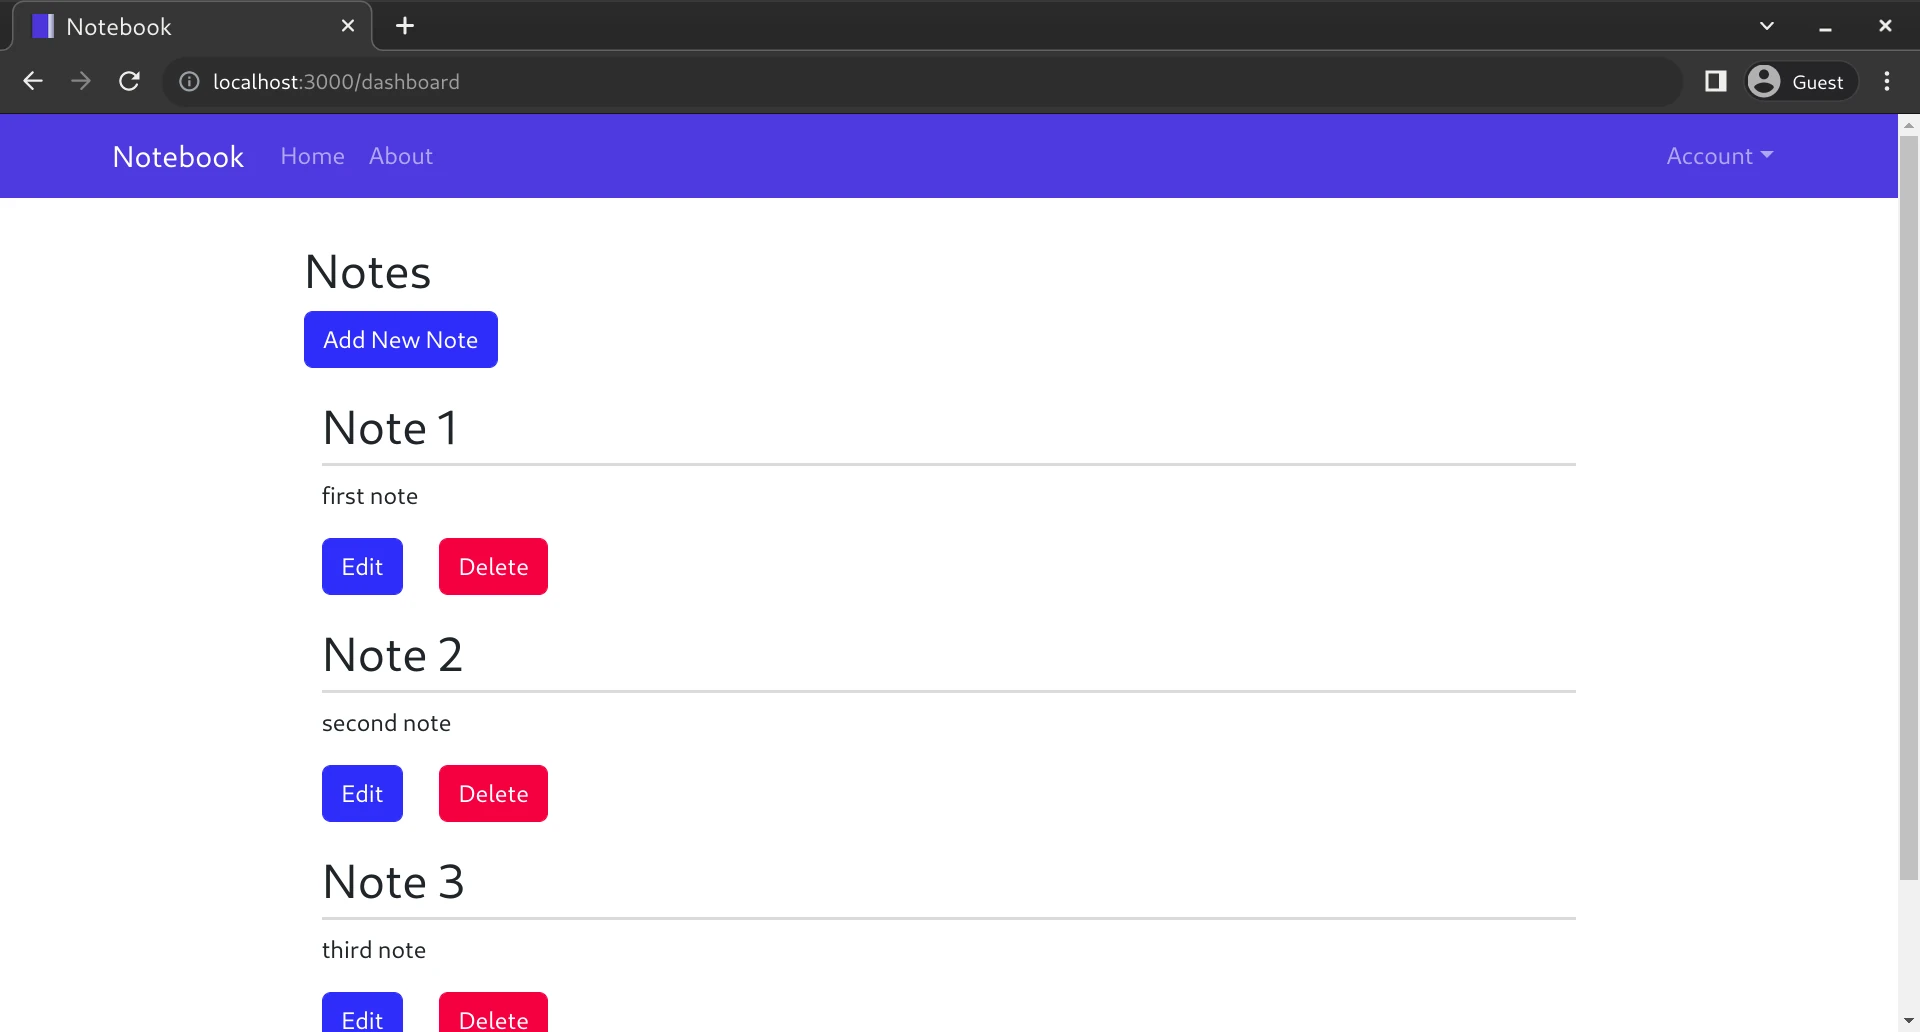 Notebook
localhost:3000/dashboard
Guest
Notebook Home About Account
Notes
Add New Note
Note 1
first note
Edit Delete
Note 2
second note
Edit Delete
Note 3
third note
Edit Delete